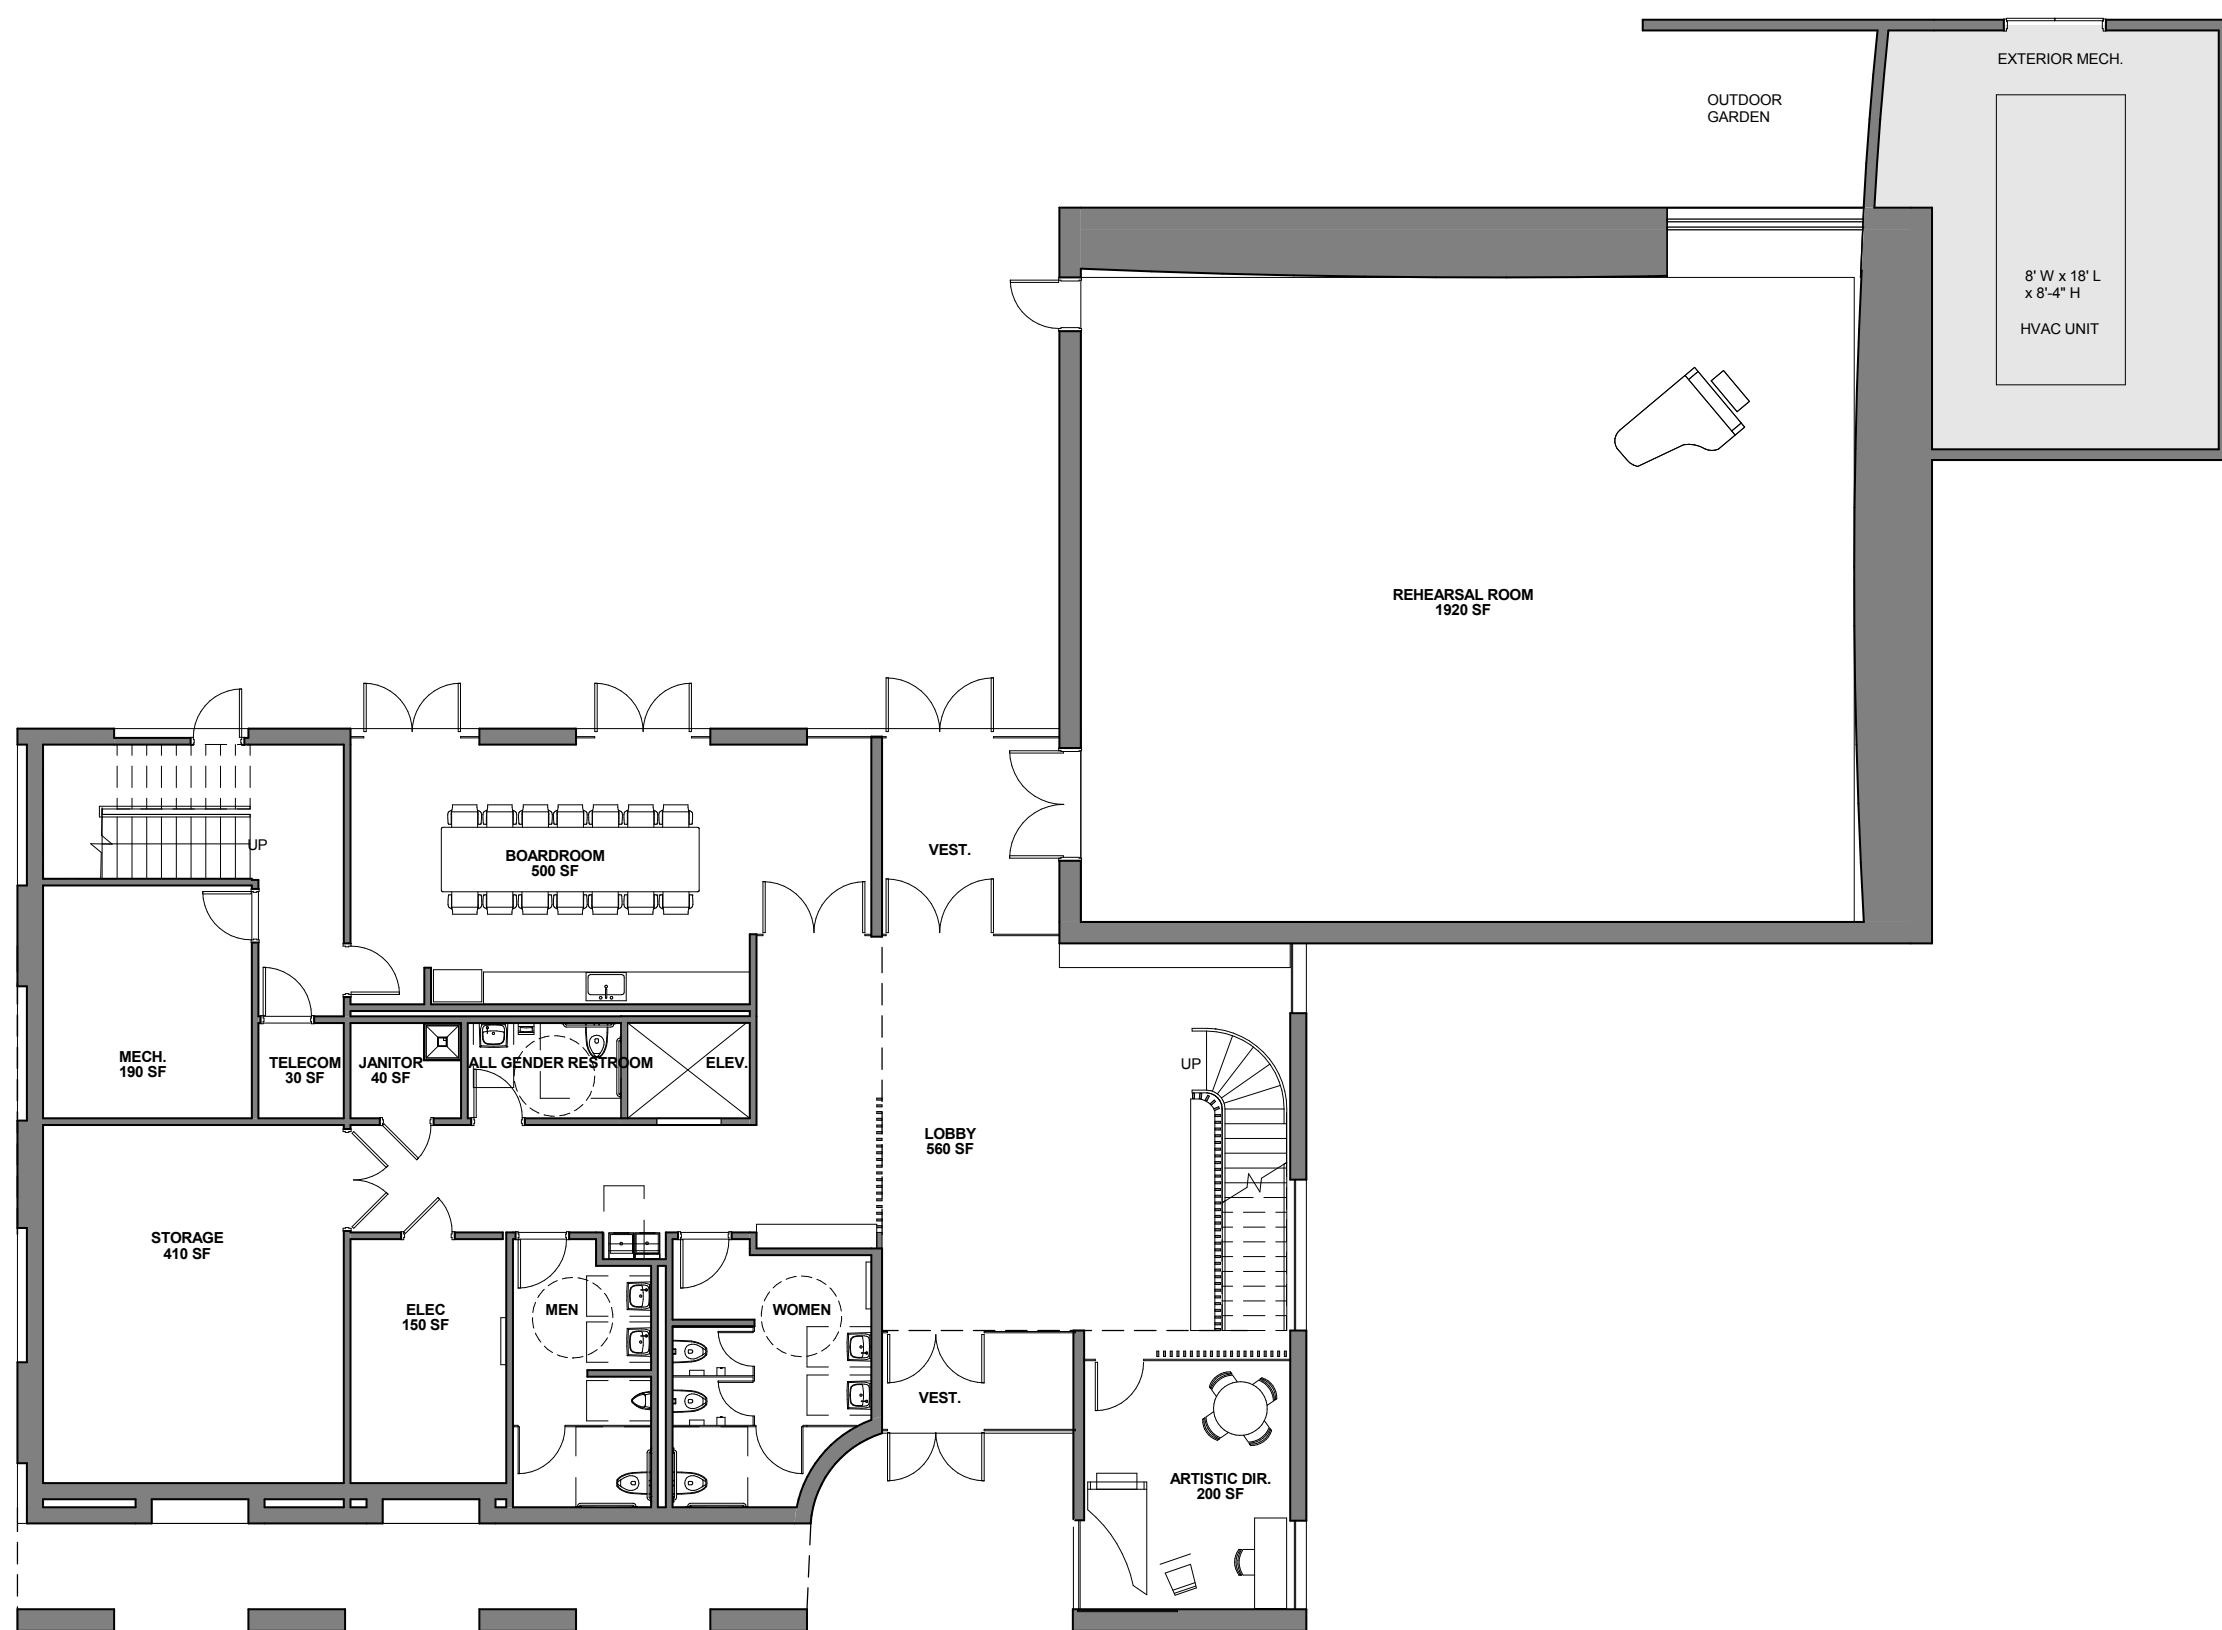 EXTERIOR MECH.
OUTDOOR
GARDEN
8' W x 18' L
x 8'-4" H
HVAC UNIT
REHEARSAL ROOM
1920 SF
UP
BOARDROOM
500 SF
VEST.
MECH.
190 SF
TELECOM
30 SF
JANITOR
40 SF
ALL GENDER RESTROOM
ELEV.
UP
LOBBY
560 SF
STORAGE
410 SF
ELEC
150 SF
MEN
WOMEN
VEST.
ARTISTIC DIR.
200 SF